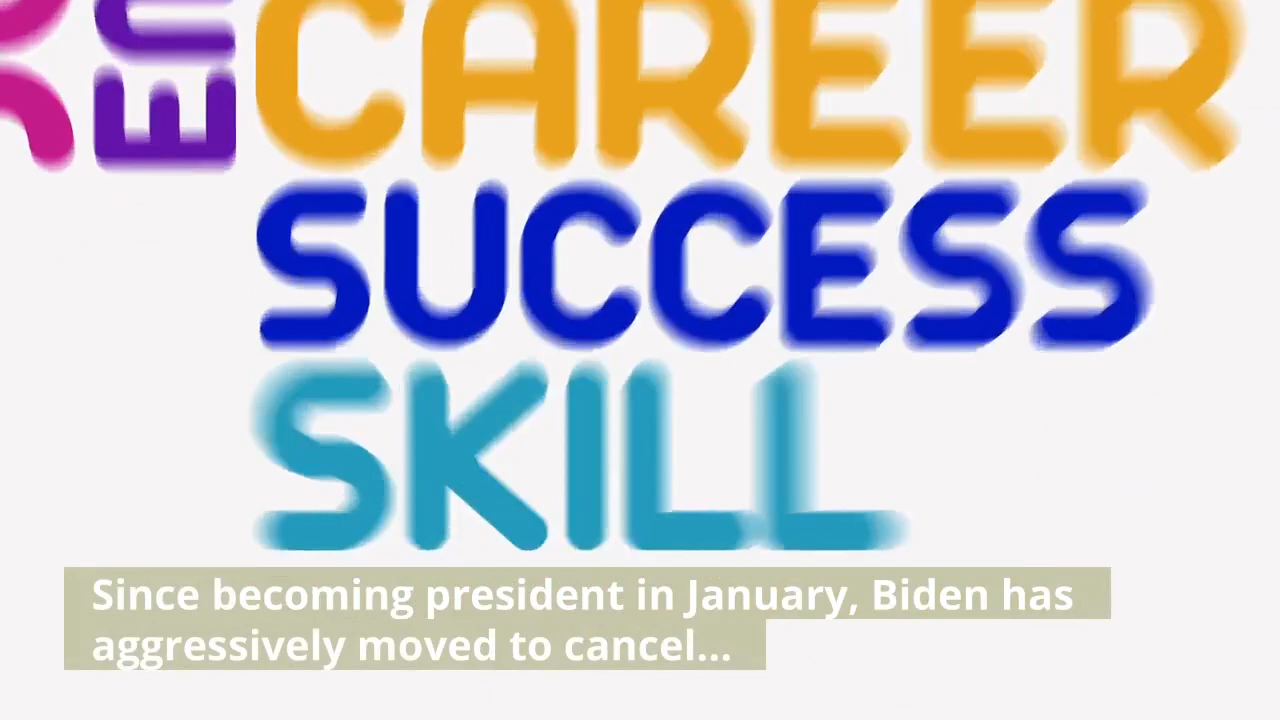 CAREER
SUCCESS
SKILL
Since becoming president in January, Biden has
aggressively moved to cancel...